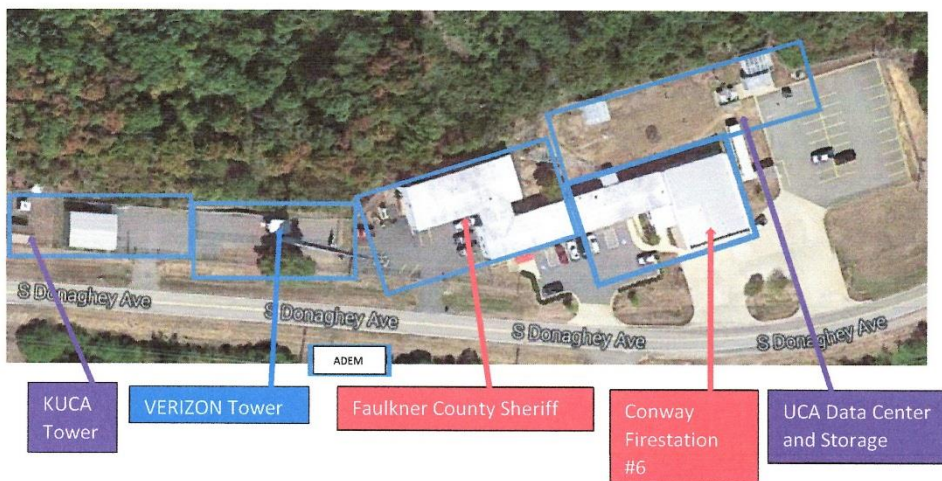 S Donaghey Ave
S Donaghey Ave
S Donaghey Ave
S Donaghey Ave
ADEM
KUCA
Tower
VERIZON Tower
Faulkner County Sheriff
Conway
Firestation
#6
UCA Data Center
and Storage